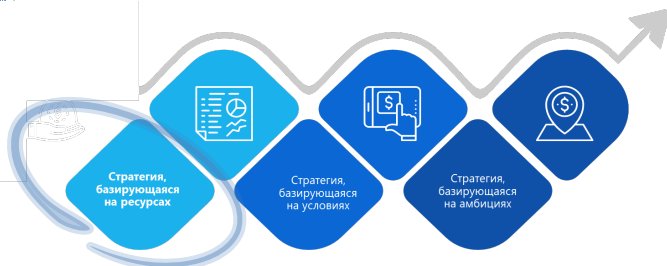 Стратегия,
базирующаяся
на ресурсах
Стратегия,
базирующаяся
на условиях
Стратегия,
базирующаяся
на амбициях